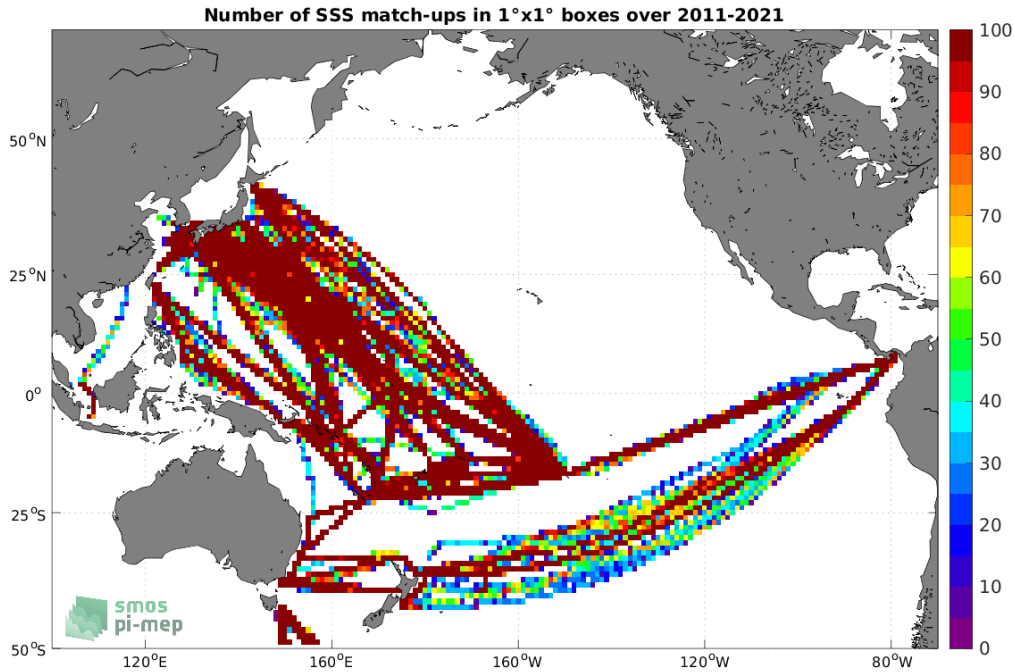 Number of SSS match-ups in 1°x1° boxes over 2011-2021
50°N
25°N
0°
25°S
50°S
120°E
160°E
160°W
120°W
80°W
100
90
80
70
60
50
40
30
20
10
0
smos
pi-mep